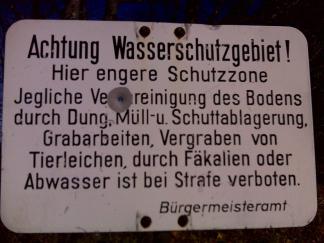 Achtung Wasserschutzgebiet!
Hier engere Schutzzone
Jegliche Verunreinigung des Bodens
durch Dung, Müll-u. Schuttablagerung,
Grabarbeiten, Vergraben von
Tierleichen, durch Fäkalien oder
Abwasser ist bei Strafe verboten.
Bürgermeisteramt